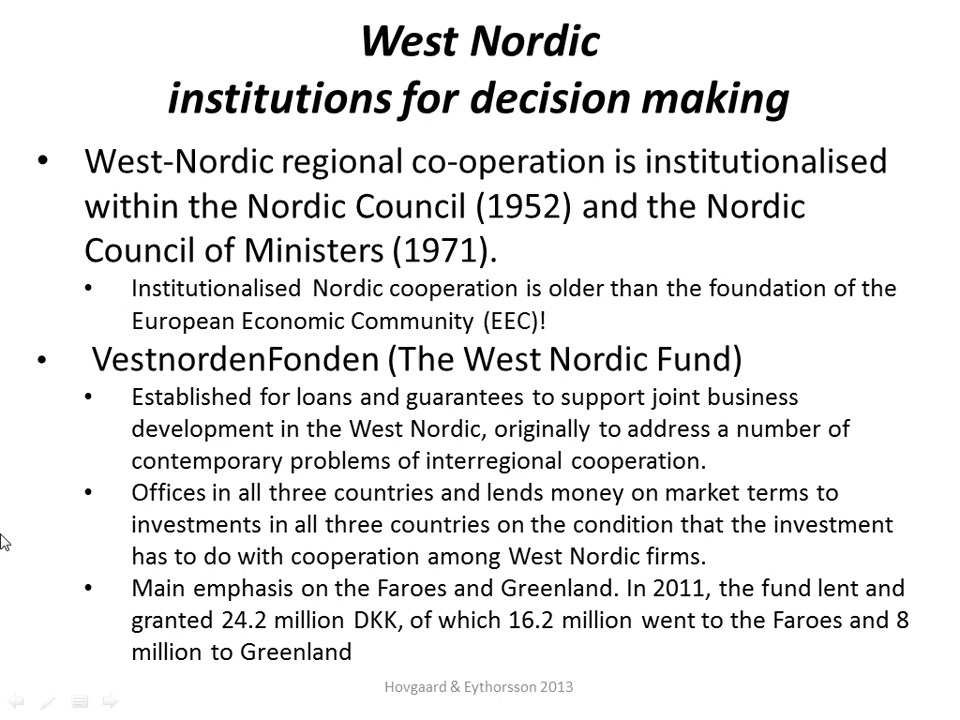 West Nordic
institutions for decision making
• West-Nordic regional co-operation is institutionalised
within the Nordic Council (1952) and the Nordic
Council of Ministers (1971).
• Institutionalised Nordic cooperation is older than the foundation of the
European Economic Community (EEC)!
• VestnordenFonden (The West Nordic Fund)
• Established for loans and guarantees to support joint business
development in the West Nordic, originally to address a number of
contemporary problems of interregional cooperation.
• Offices in all three countries and lends money on market terms to
investments in all three countries on the condition that the investment
has to do with cooperation among West Nordic firms.
• Main emphasis on the Faroes and Greenland. In 2011, the fund lent and
granted 24.2 million DKK, of which 16.2 million went to the Faroes and 8
million to Greenland
Hovgaard & Eythorsson 2013